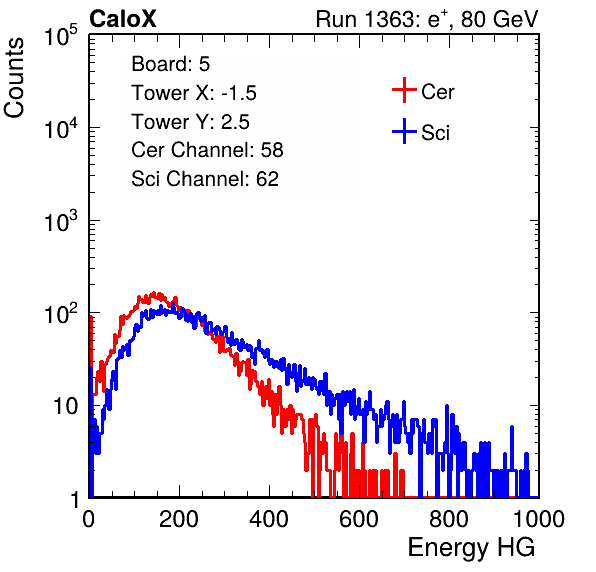 CaloX Run 1363: e⁺, 80 GeV
Counts
Board: 5
Tower X: -1.5
Tower Y: 2.5
Cer Channel: 58
Sci Channel: 62
Cer
Sci
10⁵
10⁴
10³
10²
10
1
0 200 400 600 800 1000
Energy HG